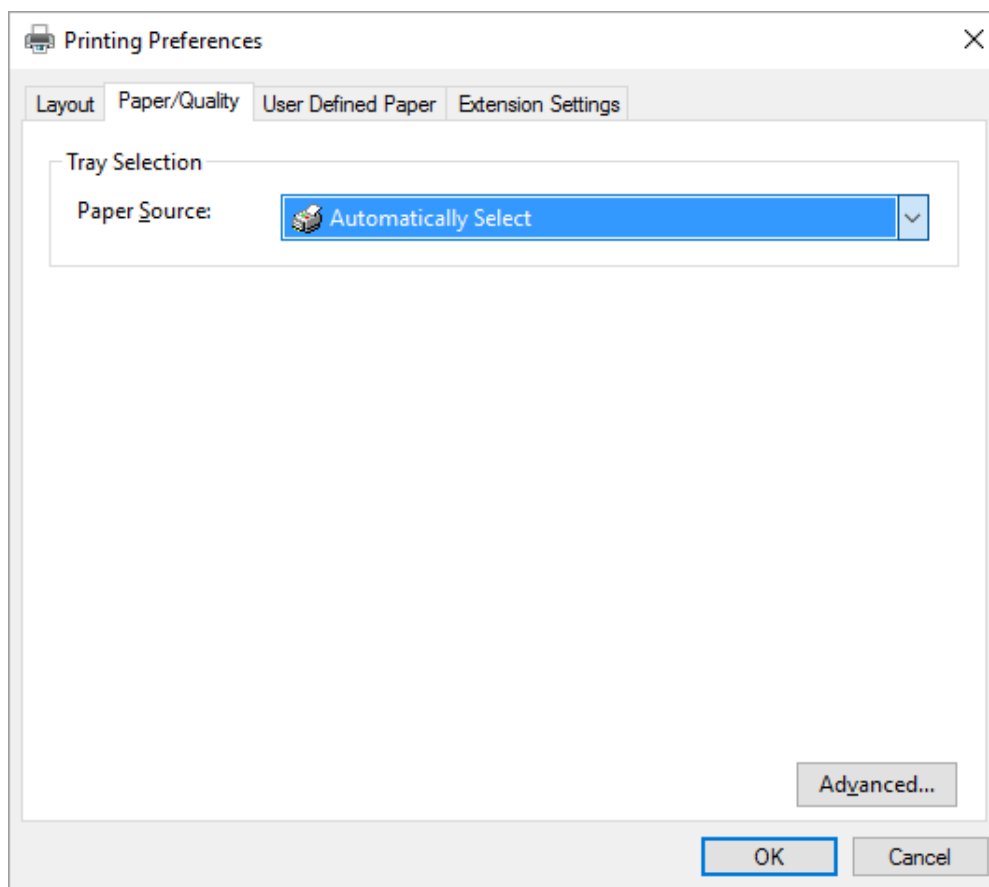 Printing Preferences
Layout Paper/Quality User Defined Paper Extension Settings
Tray Selection
Paper Source: Automatically Select
Advanced...
OK Cancel